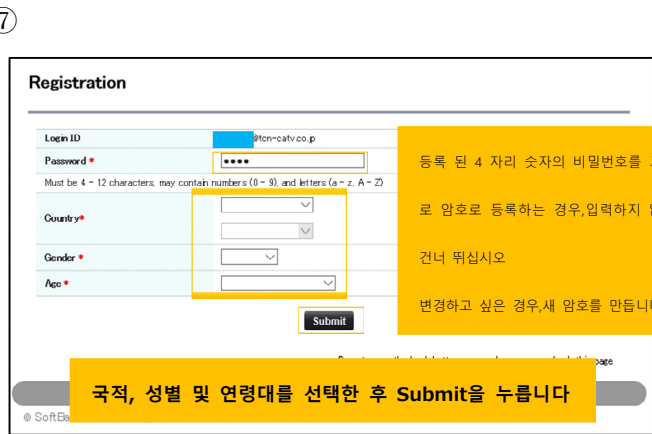 ⑦
Registration
Login ID @tcn-catv.co.jp
Password * ••••
Must be 4 - 12 characters, may contain numbers (0 - 9), and letters (a - z, A - Z)
Country*
Gender *
Age *
Submit
등록 된 4 자리 숫자의 비밀번호를
로 암호로 등록하는 경우,입력하지
건너 뛰십시오
변경하고 싶은 경우,새 암호를 만듭니다
page
국적, 성별 및 연령대를 선택한 후 Submit을 누릅니다
© SoftBa